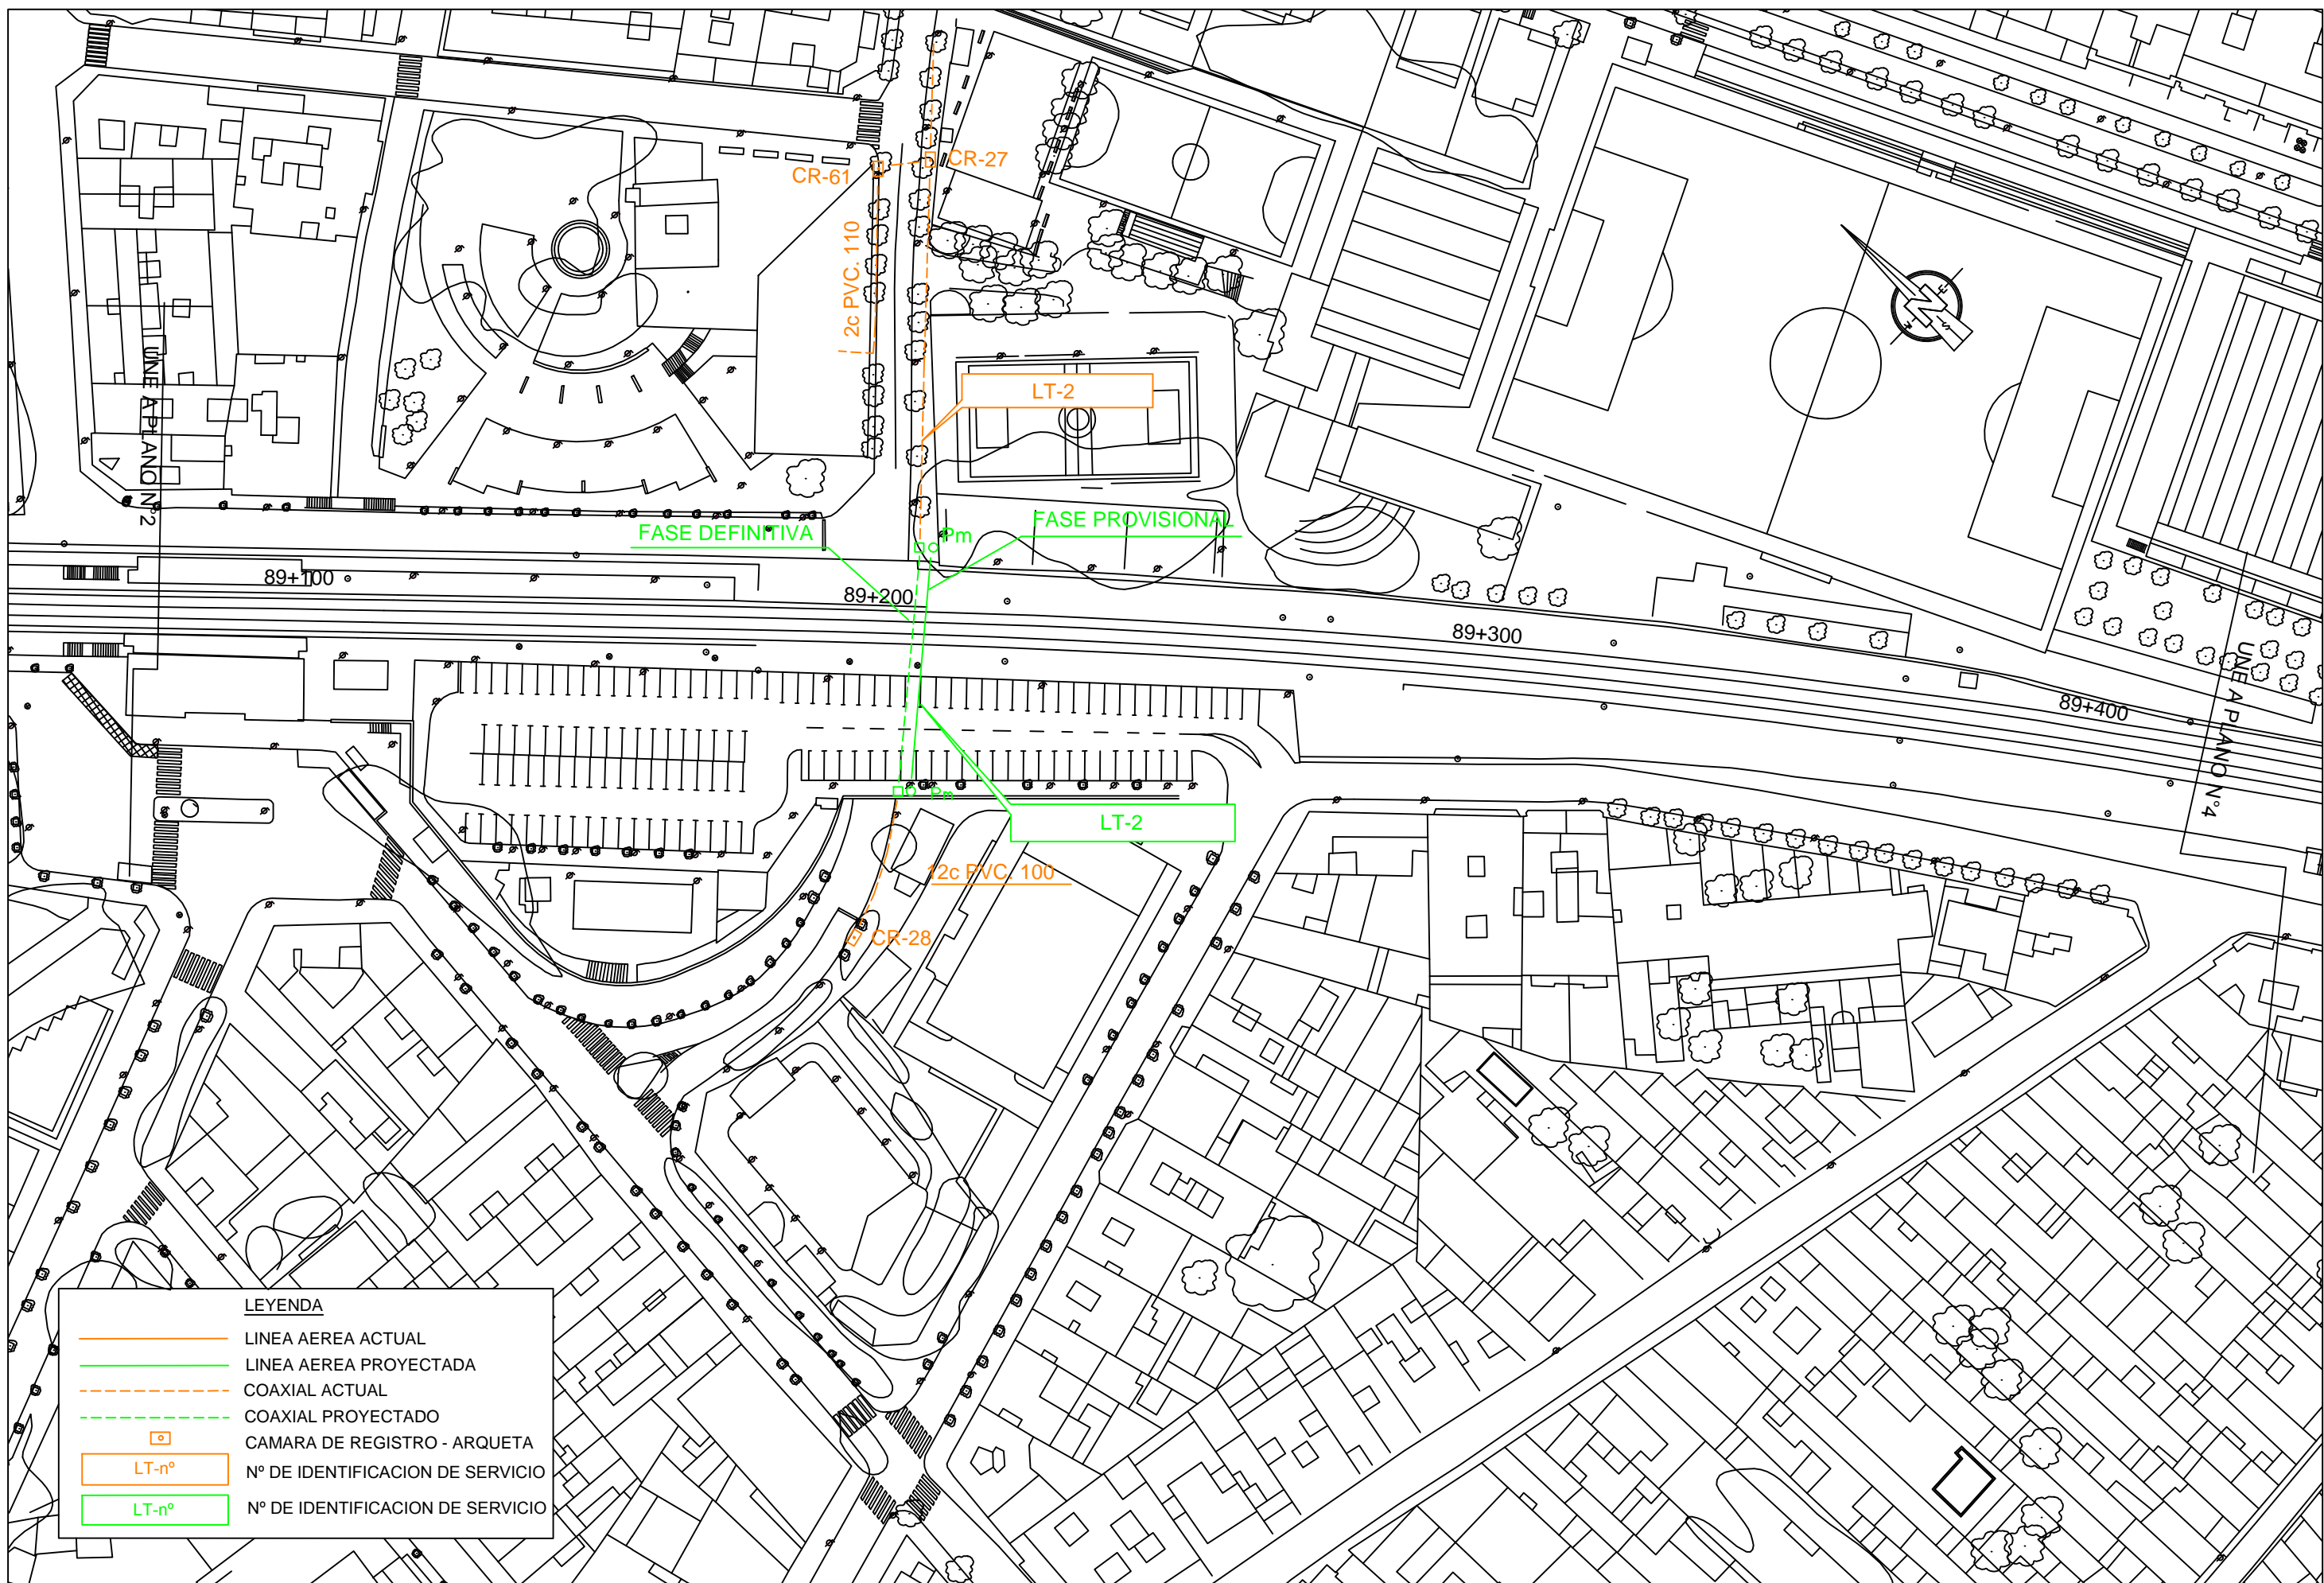 CR-27
CR-61
2c PVC. 110
LT-2
UNE A PLANO Nº2
FASE DEFINITIVA
FASE PROVISIONAL
Pm
89+100
89+200
89+300
89+400
UNE A PLANO Nº4
Pm
LT-2
12c PVC. 100
CR-28
LEYENDA
LINEA AEREA ACTUAL
LINEA AEREA PROYECTADA
COAXIAL ACTUAL
COAXIAL PROYECTADO
CAMARA DE REGISTRO - ARQUETA
LT-nº Nº DE IDENTIFICACION DE SERVICIO
LT-nº Nº DE IDENTIFICACION DE SERVICIO